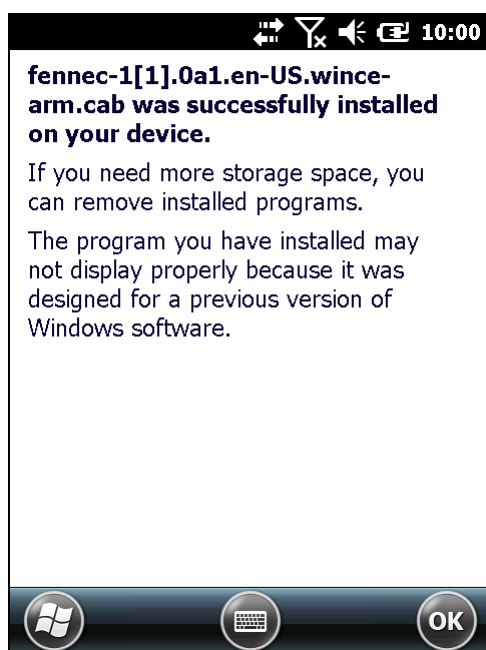 10:00
fennec-1[1].0a1.en-US.wince-
arm.cab was successfully installed
on your device.
If you need more storage space, you
can remove installed programs.
The program you have installed may
not display properly because it was
designed for a previous version of
Windows software.
OK